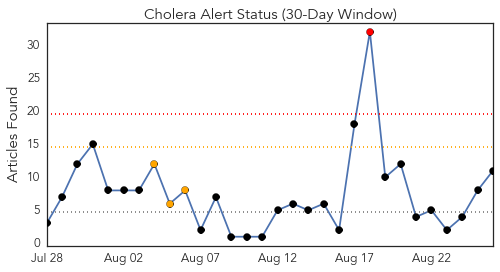 Cholera Alert Status (30-Day Window)
Articles Found
30
25
20
15
10
5
0
Jul 28
Aug 02
Aug 07
Aug 12
Aug 17
Aug 22